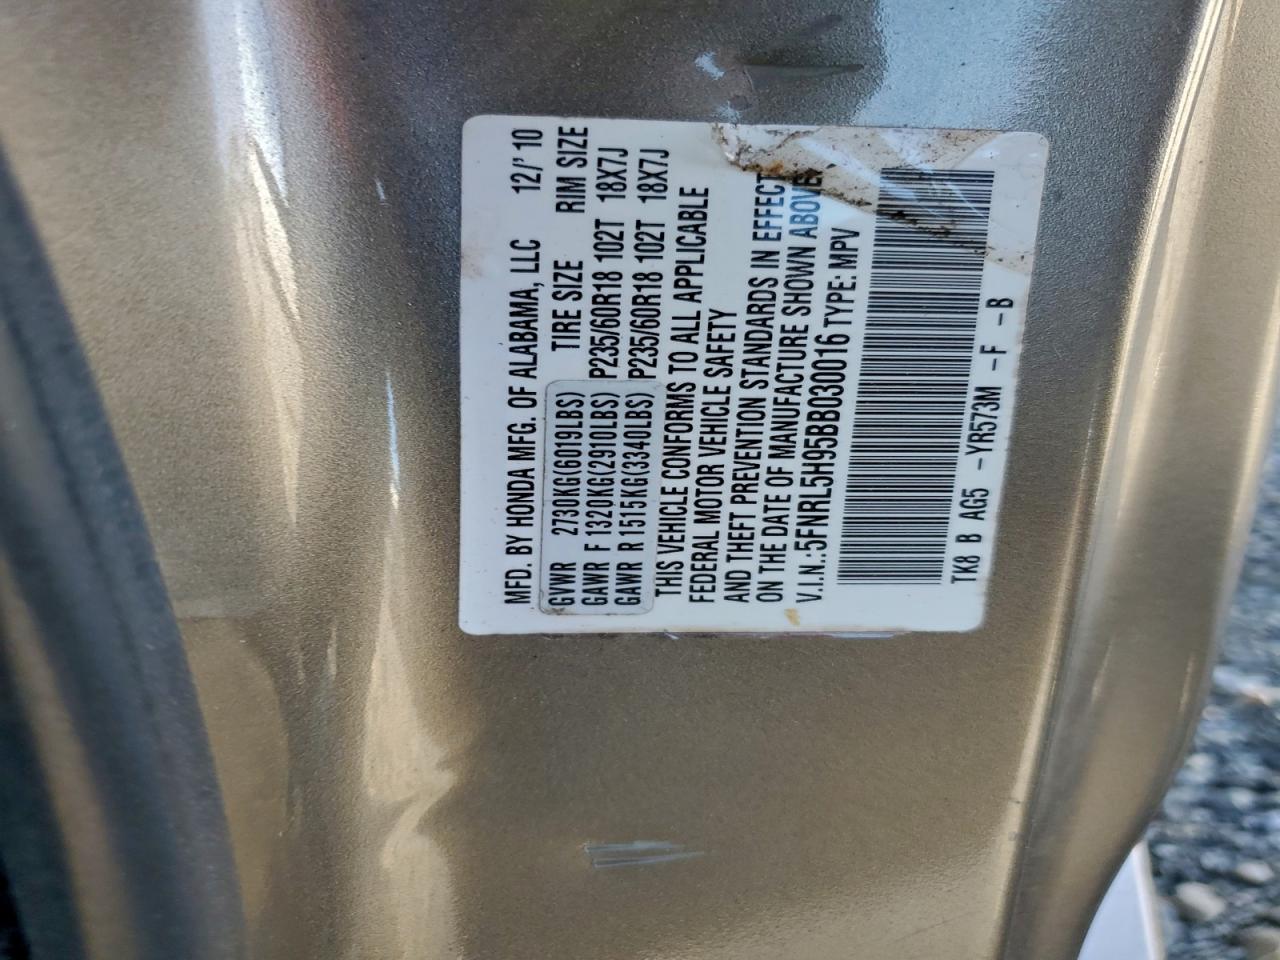 MFD. BY HONDA MFG. OF ALABAMA, LLC 12/' 10
GVWR 2730KG(6019LBS) TIRE SIZE RIM SIZE
GAWR F 1320KG(2910LBS) P235/60R18 102T 18X7J
GAWR R 1515KG(3340LBS) P235/60R18 102T 18X7J
THIS VEHICLE CONFORMS TO ALL APPLICABLE
FEDERAL MOTOR VEHICLE SAFETY
AND THEFT PREVENTION STANDARDS IN EFFECT
ON THE DATE OF MANUFACTURE SHOWN ABOVE.
V.I.N.: 5FNRL5H95BB030016 TYPE: MPV
TK8 B AG5 -YR573M -F -B